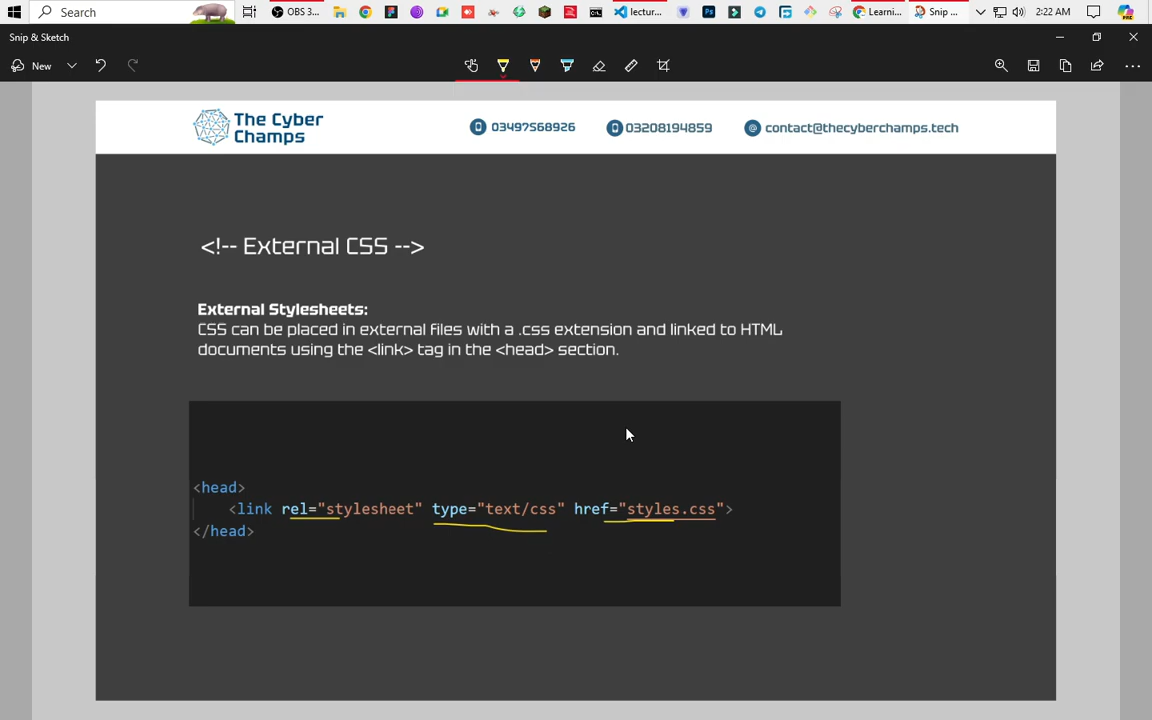 Search
OBS 3...
lectur...
Learni...
Snip ...
2:22 AM
Snip & Sketch
New
The Cyber
Champs
03497568926
03208194859
contact@thecyberchamps.tech
<!-- External CSS -->
External Stylesheets:
CSS can be placed in external files with a .css extension and linked to HTML
documents using the <link> tag in the <head> section.
<head>
<link rel="stylesheet" type="text/css" href="styles.css">
</head>